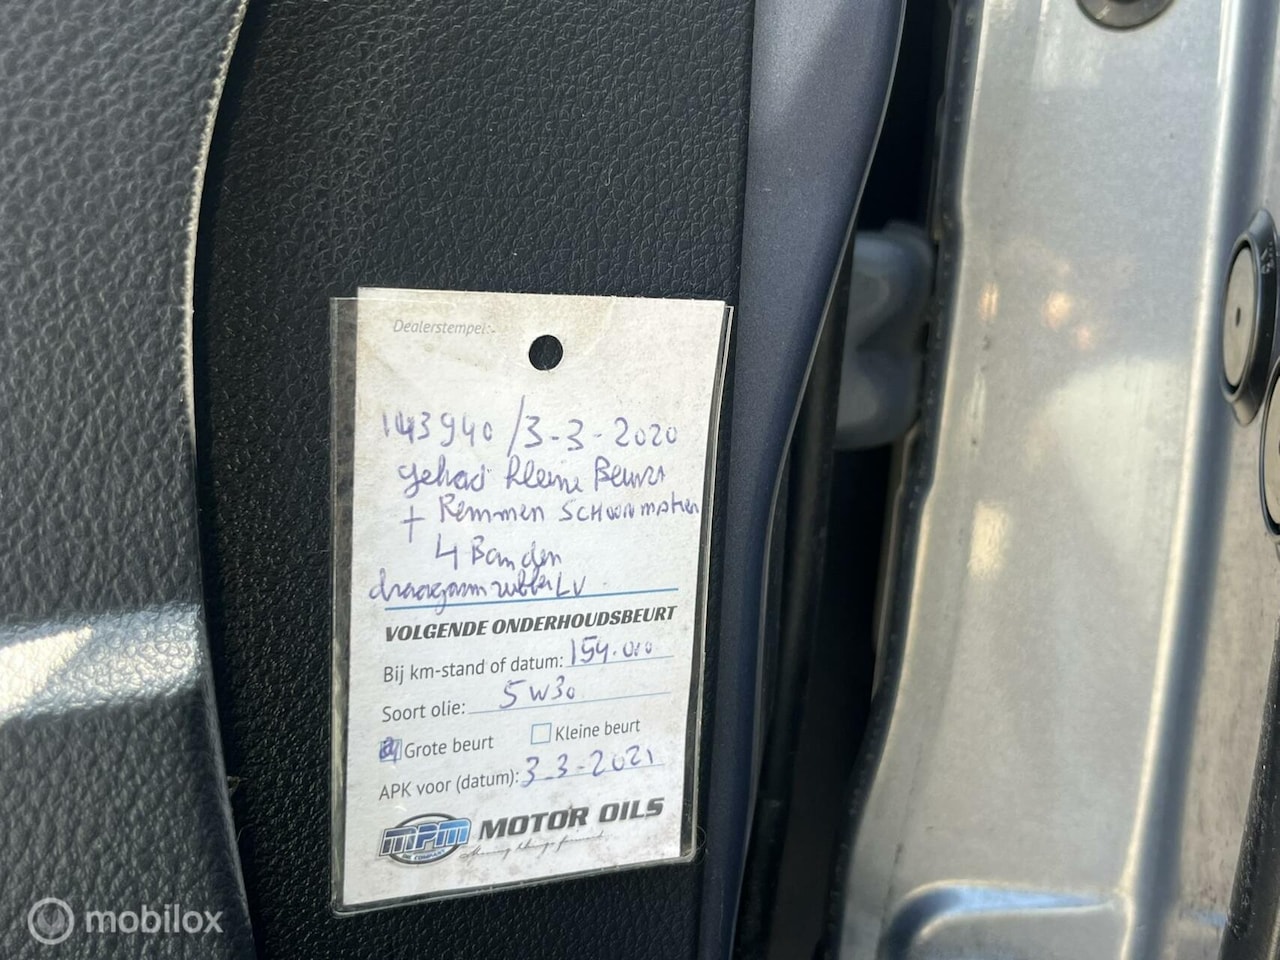 Dealerstempel:
143940 / 3-3-2020
gehad kleine Beurt
+ Remmen SCHOONmaken
4 Banden
draagarmrubber LV
VOLGENDE ONDERHOUDSBEURT
Bij km-stand of datum: 154.000
Soort olie: 5W30
Grote beurt Kleine beurt
APK voor (datum): 3-3-2021
MPM MOTOR OILS
OIL COMPANY
mobilox